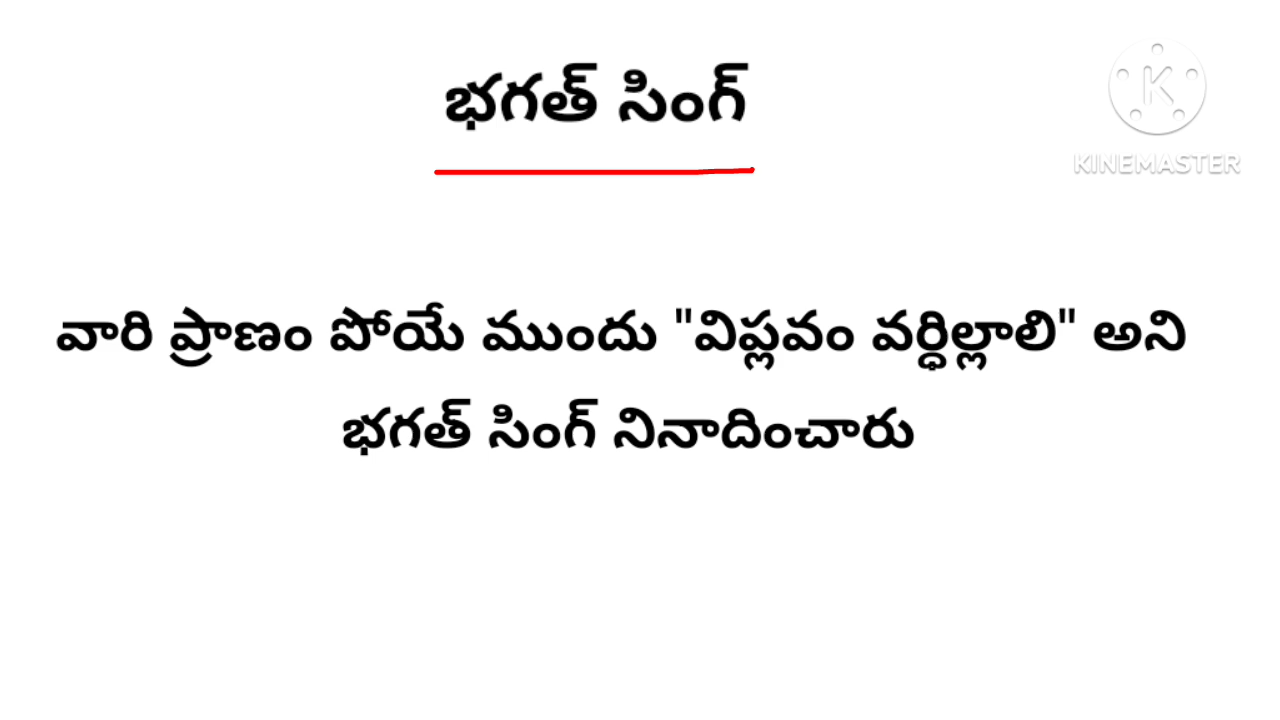 భగత్ సింగ్
KINEMASTER
వారి ప్రాణం పోయే ముందు "విప్లవం వర్ధిల్లాలి" అని
భగత్ సింగ్ నినాదించారు